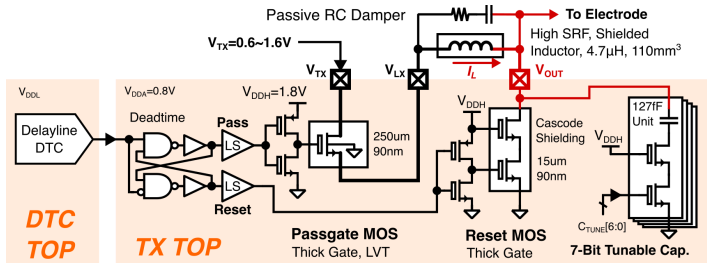 Passive RC Damper
To Electrode
High SRF, Shielded
Inductor, 4.7µH, 110mm³
V_TX=0.6~1.6V
V_TX
V_LX
I_L
V_OUT
V_DDL
V_DDA=0.8V
V_DDH=1.8V
Delayline
DTC
Deadtime
Pass
LS
LS
Reset
250um
90nm
V_DDH
Cascode
Shielding
15um
90nm
127fF
Unit
V_DDH
C_TUNE[6:0]
DTC
TOP
TX TOP
Passgate MOS
Thick Gate, LVT
Reset MOS
Thick Gate
7-Bit Tunable Cap.